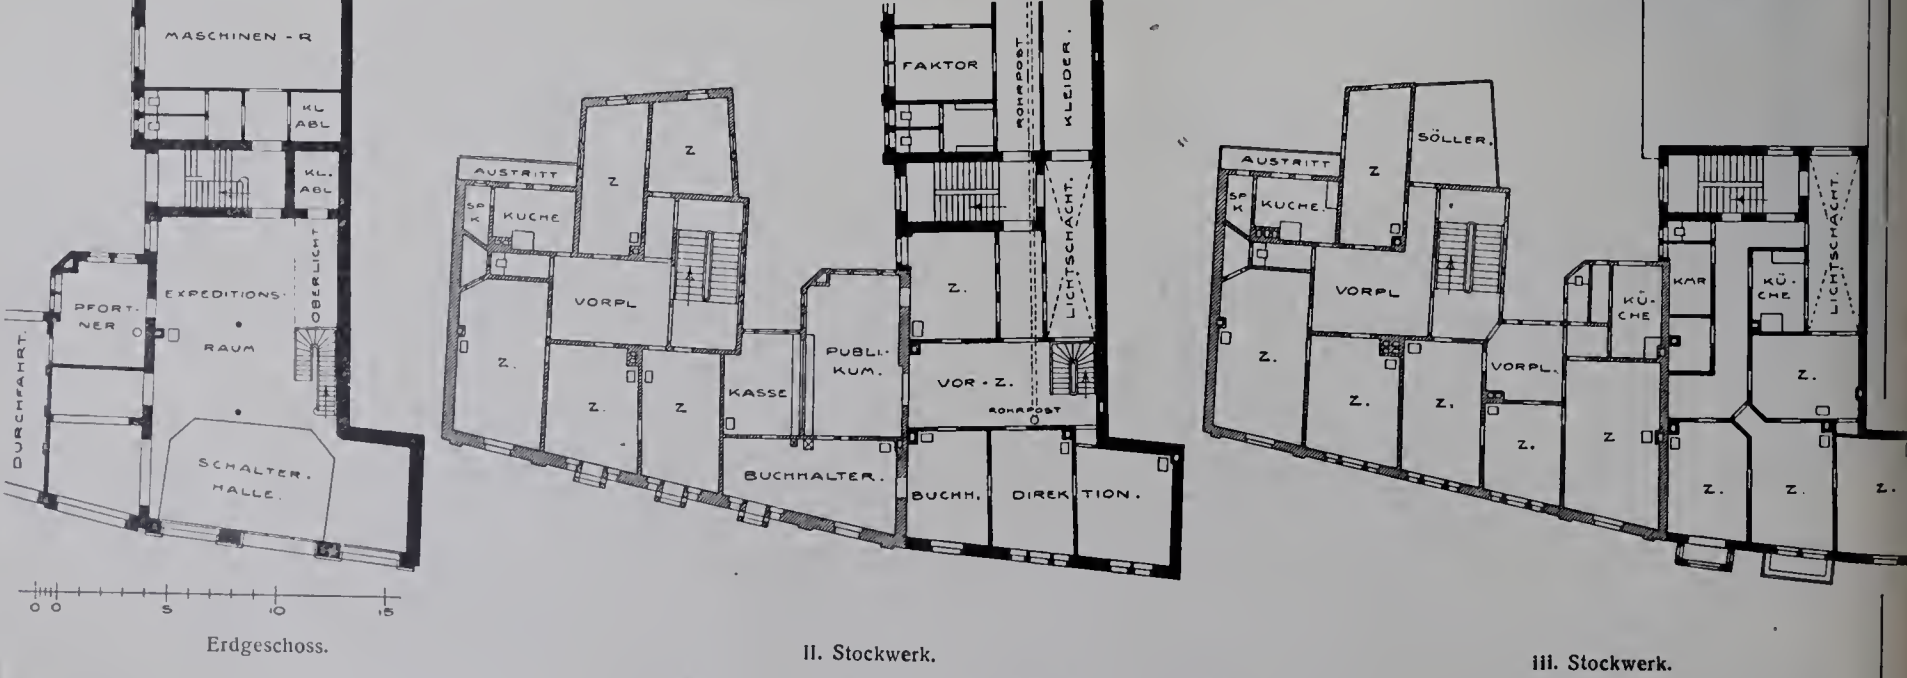 MASCHINEN-R
KL
ABL
KL.
ABL
OBERLICHT
EXPEDITIONS-
RAUM
PFORT-
NER
DURCHFAHRT.
SCHALTER.
HALLE.
0 0 5 10 15
Erdgeschoss.
FAKTOR
ROHRPOST
KLEIDER.
AUSTRITT
SP
K
KUCHE
Z
Z
VORPL
LICHTSCHACHT.
Z.
Z.
Z.
Z
KASSE
PUBLI-
KUM.
VOR-Z.
ROHRPOST
BUCHHALTER.
BUCHH.
DIREKTION.
II. Stockwerk.
AUSTRITT
SP
K
KUCHE.
Z
SÖLLER.
VORPL
Z.
Z.
Z.
VORPL.
Z.
KÜ-
CHE
Z
KMR
KÜ-
CHE
LICHTSCHACHT.
Z.
Z.
Z.
Z.
iii. Stockwerk.